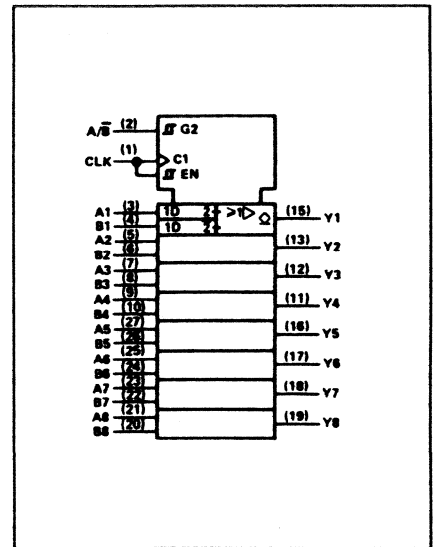 A/B̅ (2) G2
CLK (1) C1
EN
A1 (3) 1D 2 ≥1 (15) Y1
B1 (4) 1D 2̅
A2 (5) (13) Y2
B2 (6)
A3 (7) (12) Y3
B3 (8)
A4 (9) (11) Y4
B4 (10)
A5 (27) (16) Y5
B5 (26)
A6 (25) (17) Y6
B6 (24)
A7 (23) (18) Y7
B7 (22)
A8 (21) (19) Y8
B8 (20)